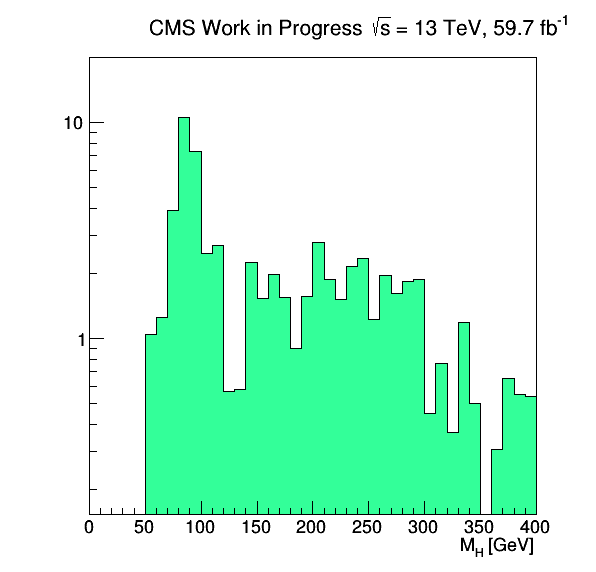 CMS Work in Progress √s = 13 TeV, 59.7 fb⁻¹
10
1
0 50 100 150 200 250 300 350 400
M_H [GeV]